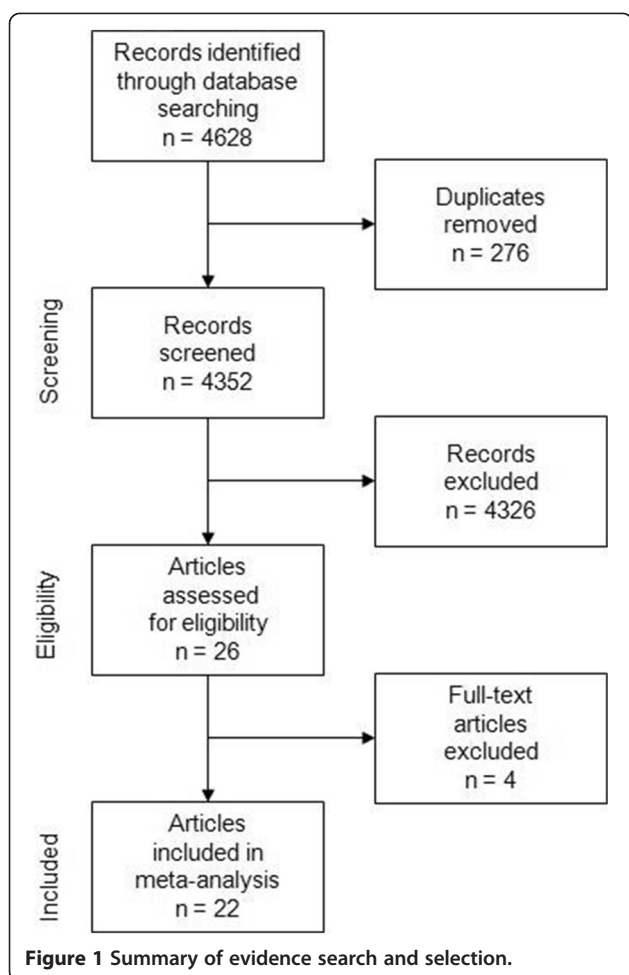 Records identified
through database
searching
n = 4628
Duplicates
removed
n = 276
Screening
Records
screened
n = 4352
Records
excluded
n = 4326
Eligibility
Articles
assessed
for eligibility
n = 26
Full-text
articles
excluded
n = 4
Included
Articles
included in
meta-analysis
n = 22
Figure 1 Summary of evidence search and selection.